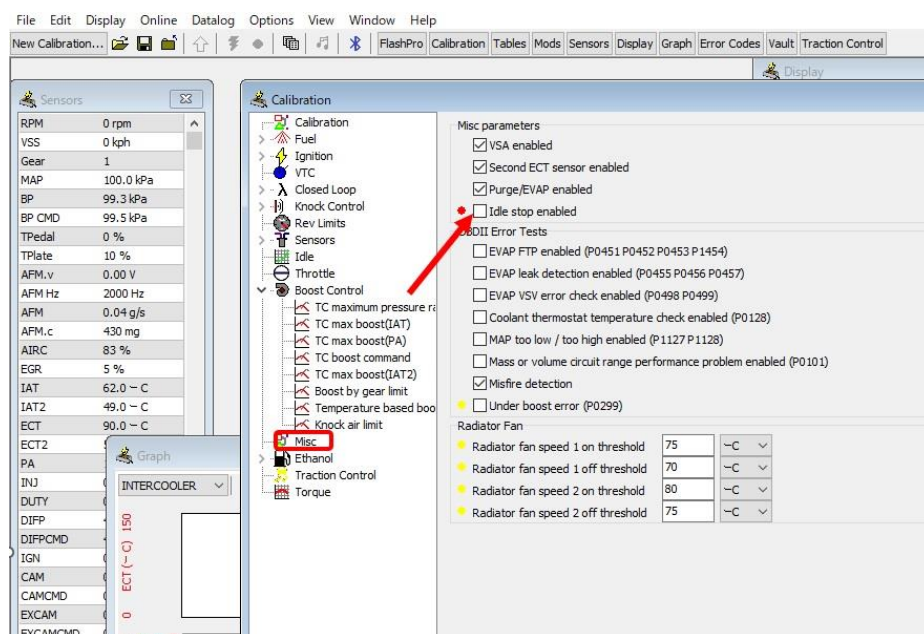 File Edit Display Online Datalog Options View Window Help
New Calibration... FlashPro Calibration Tables Mods Sensors Display Graph Error Codes Vault Traction Control
Display
Sensors
RPM 0 rpm
VSS 0 kph
Gear 1
MAP 100.0 kPa
BP 99.3 kPa
BP CMD 99.5 kPa
TPedal 0 %
TPlate 10 %
AFM.v 0.00 V
AFM Hz 2000 Hz
AFM 0.04 g/s
AFM.c 430 mg
AIRC 83 %
EGR 5 %
IAT 62.0 ~ C
IAT2 49.0 ~ C
ECT 90.0 ~ C
ECT2
PA
INJ
DUTY
DIFP
DIFPCMD
IGN
CAM
CAMCMD
EXCAM
EXCAMCMD
Graph
INTERCOOLER
ECT (~ C)
150
0
Calibration
Calibration
Fuel
Ignition
VTC
Closed Loop
Knock Control
Rev Limits
Sensors
Idle
Throttle
Boost Control
TC maximum pressure ra
TC max boost(IAT)
TC max boost(PA)
TC boost command
TC max boost(IAT2)
Boost by gear limit
Temperature based boo
Knock air limit
Misc
Ethanol
Traction Control
Torque
Misc parameters
VSA enabled
Second ECT sensor enabled
Purge/EVAP enabled
Idle stop enabled
OBDII Error Tests
EVAP FTP enabled (P0451 P0452 P0453 P1454)
EVAP leak detection enabled (P0455 P0456 P0457)
EVAP VSV error check enabled (P0498 P0499)
Coolant thermostat temperature check enabled (P0128)
MAP too low / too high enabled (P1127 P1128)
Mass or volume circuit range performance problem enabled (P0101)
Misfire detection
Under boost error (P0299)
Radiator Fan
Radiator fan speed 1 on threshold 75 ~C
Radiator fan speed 1 off threshold 70 ~C
Radiator fan speed 2 on threshold 80 ~C
Radiator fan speed 2 off threshold 75 ~C